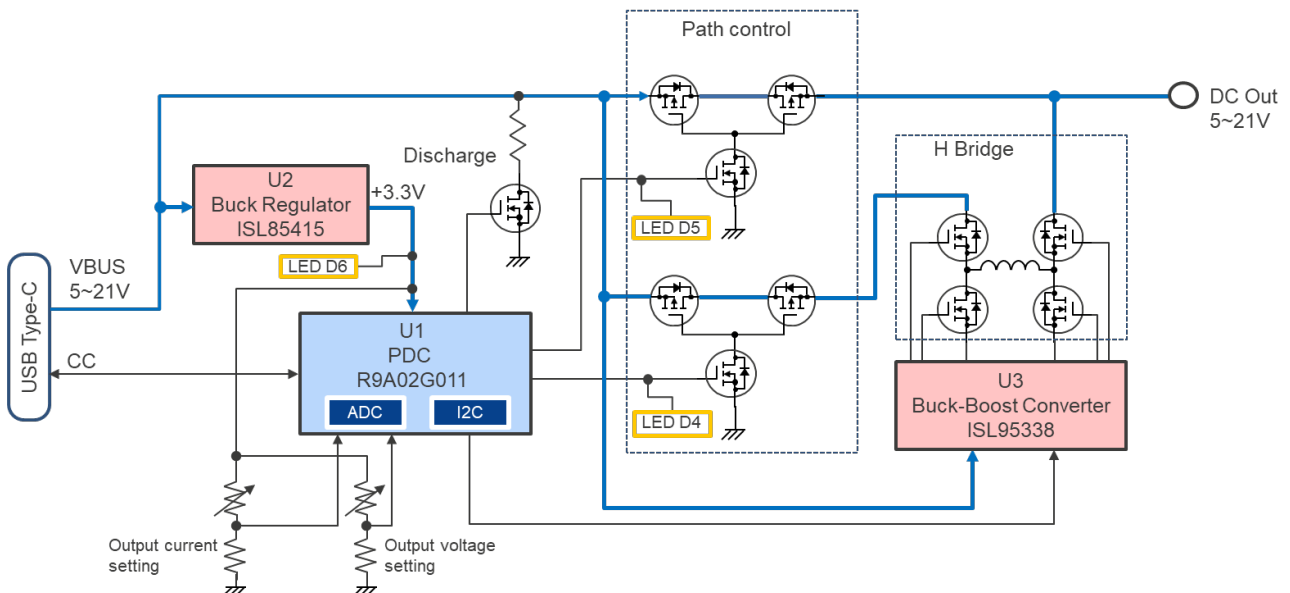 Path control
DC Out
5~21V
H Bridge
Discharge
U2
Buck Regulator
ISL85415
+3.3V
LED D5
LED D6
VBUS
5~21V
USB Type-C
CC
U1
PDC
R9A02G011
ADC
I2C
LED D4
U3
Buck-Boost Converter
ISL95338
Output current
setting
Output voltage
setting